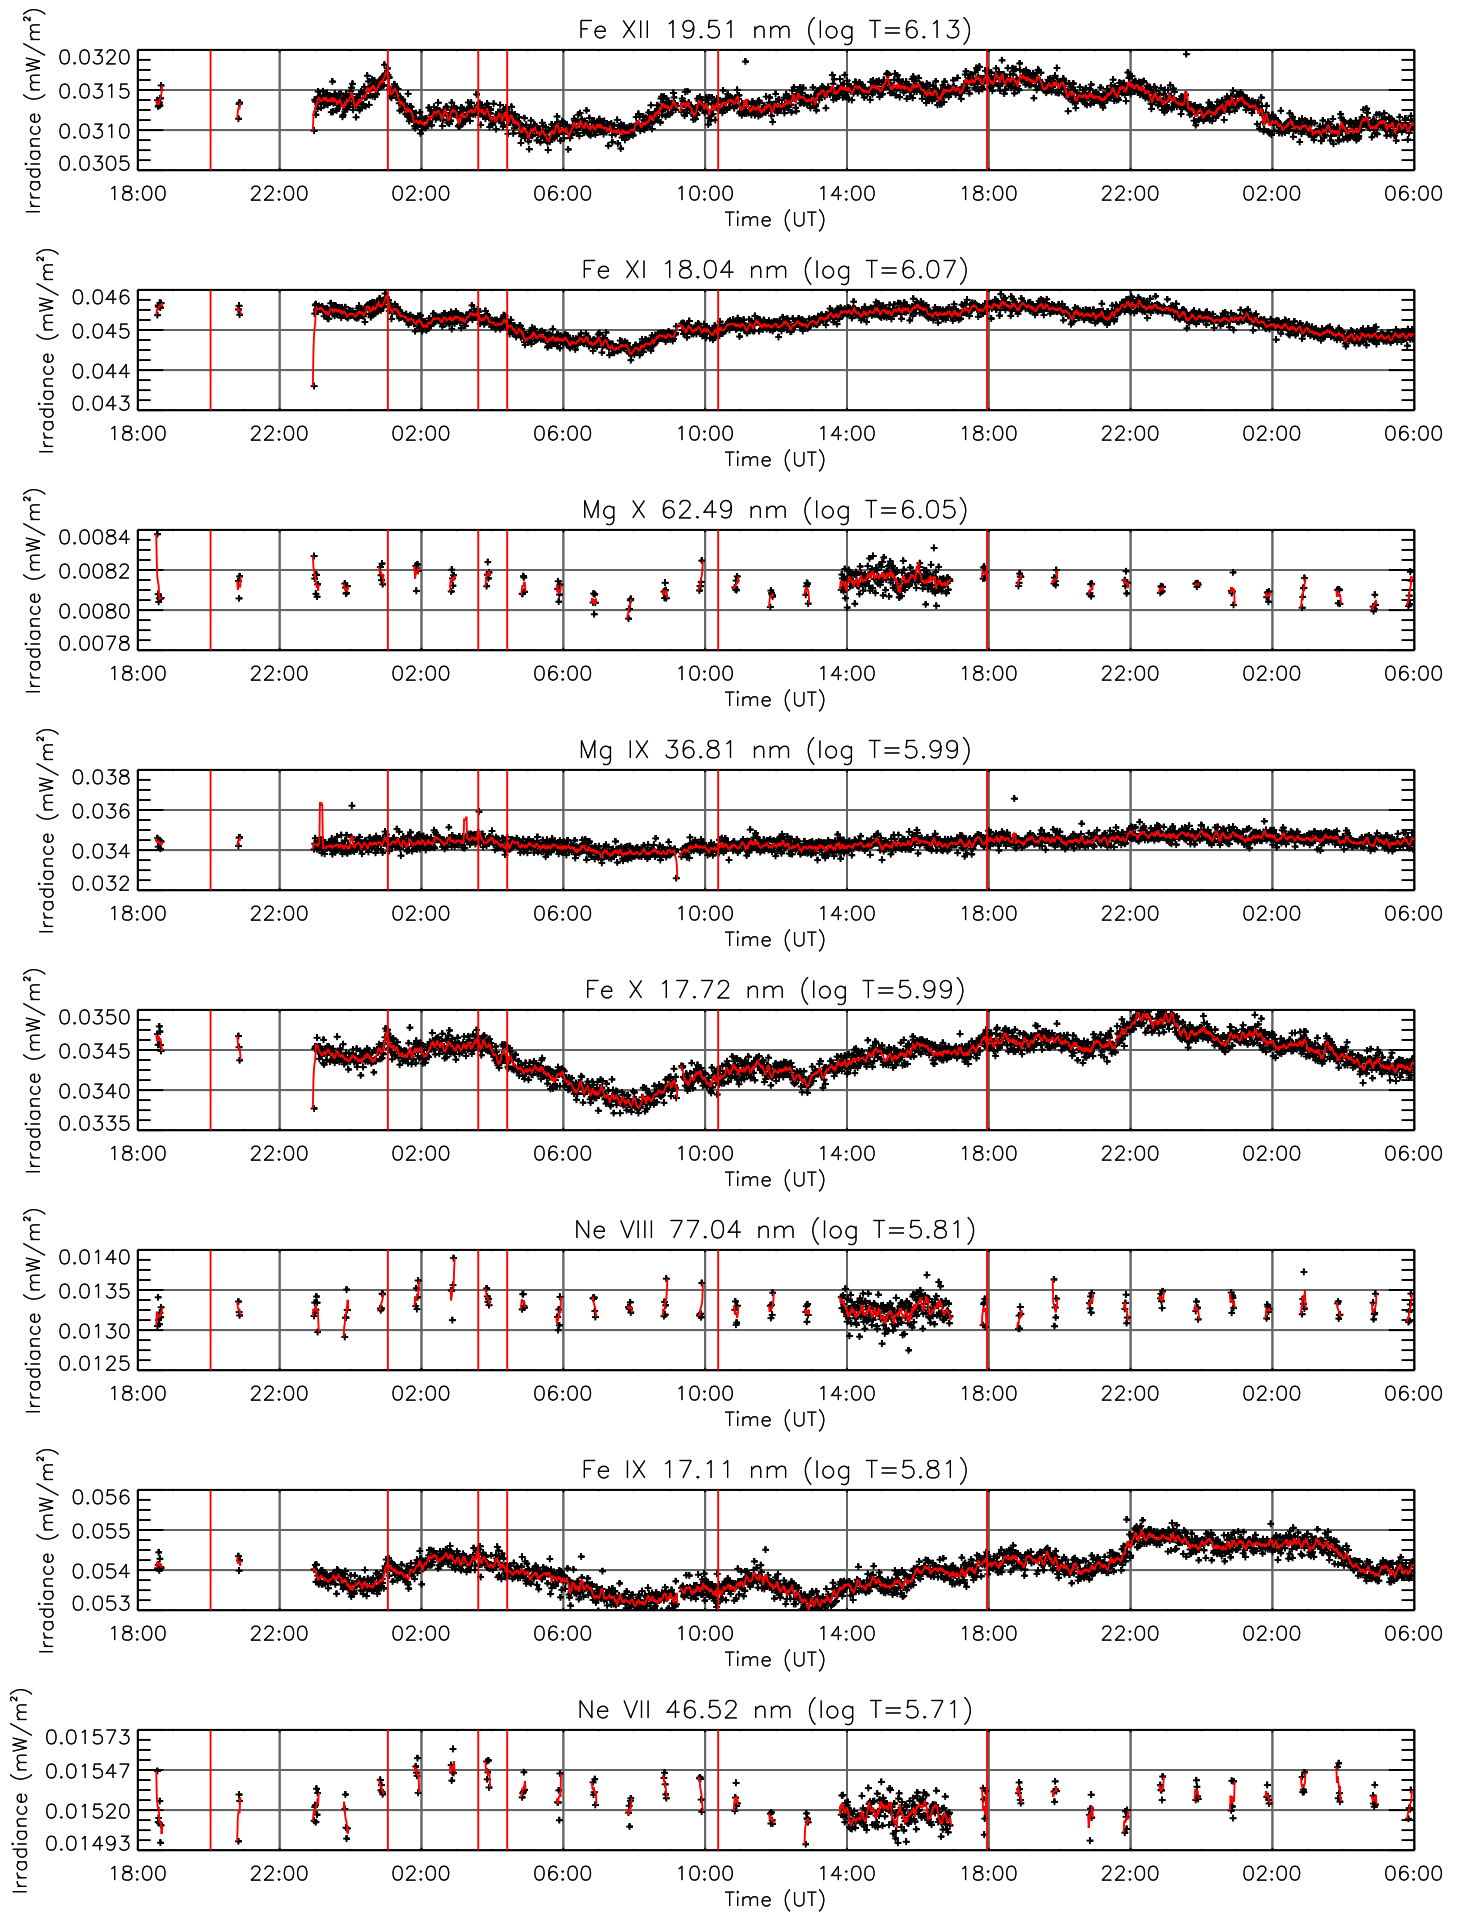 Fe XII 19.51 nm (log T=6.13)
Irradiance (mW/m²)
0.0320
0.0315
0.0310
0.0305
18:00 22:00 02:00 06:00 10:00 14:00 18:00 22:00 02:00 06:00
Time (UT)
Fe XI 18.04 nm (log T=6.07)
Irradiance (mW/m²)
0.046
0.045
0.044
0.043
18:00 22:00 02:00 06:00 10:00 14:00 18:00 22:00 02:00 06:00
Time (UT)
Mg X 62.49 nm (log T=6.05)
Irradiance (mW/m²)
0.0084
0.0082
0.0080
0.0078
18:00 22:00 02:00 06:00 10:00 14:00 18:00 22:00 02:00 06:00
Time (UT)
Mg IX 36.81 nm (log T=5.99)
Irradiance (mW/m²)
0.038
0.036
0.034
0.032
18:00 22:00 02:00 06:00 10:00 14:00 18:00 22:00 02:00 06:00
Time (UT)
Fe X 17.72 nm (log T=5.99)
Irradiance (mW/m²)
0.0350
0.0345
0.0340
0.0335
18:00 22:00 02:00 06:00 10:00 14:00 18:00 22:00 02:00 06:00
Time (UT)
Ne VIII 77.04 nm (log T=5.81)
Irradiance (mW/m²)
0.0140
0.0135
0.0130
0.0125
18:00 22:00 02:00 06:00 10:00 14:00 18:00 22:00 02:00 06:00
Time (UT)
Fe IX 17.11 nm (log T=5.81)
Irradiance (mW/m²)
0.056
0.055
0.054
0.053
18:00 22:00 02:00 06:00 10:00 14:00 18:00 22:00 02:00 06:00
Time (UT)
Ne VII 46.52 nm (log T=5.71)
Irradiance (mW/m²)
0.01573
0.01547
0.01520
0.01493
18:00 22:00 02:00 06:00 10:00 14:00 18:00 22:00 02:00 06:00
Time (UT)